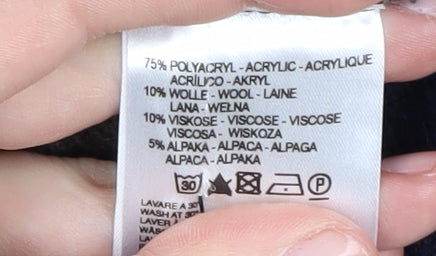 75% POLYACRYL - ACRYLIC - ACRYLIQUE
ACRÍLICO - AKRYL
10% WOLLE - WOOL - LAINE
LANA - WEŁNA
10% VISKOSE - VISCOSE - VISCOSE
VISCOSA - WISKOZA
5% ALPAKA - ALPACA - ALPAGA
ALPACA - ALPAKA
30 P
LAVARE A 30°
WASH AT 30°
LAVER